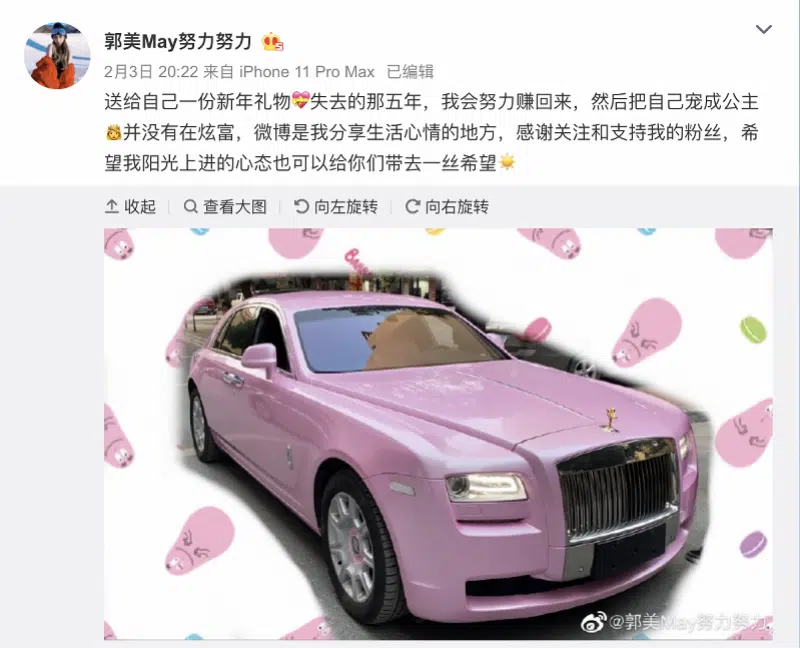 郭美May努力努力
2月3日 20:22 来自 iPhone 11 Pro Max 已编辑
送给自己一份新年礼物💝失去的那五年，我会努力赚回来，然后把自己宠成公主
👸并没有在炫富，微博是我分享生活心情的地方，感谢关注和支持我的粉丝，希
望我阳光上进的心态也可以给你们带去一丝希望☀️
收起 查看大图 向左旋转 向右旋转
@郭美May努力努力